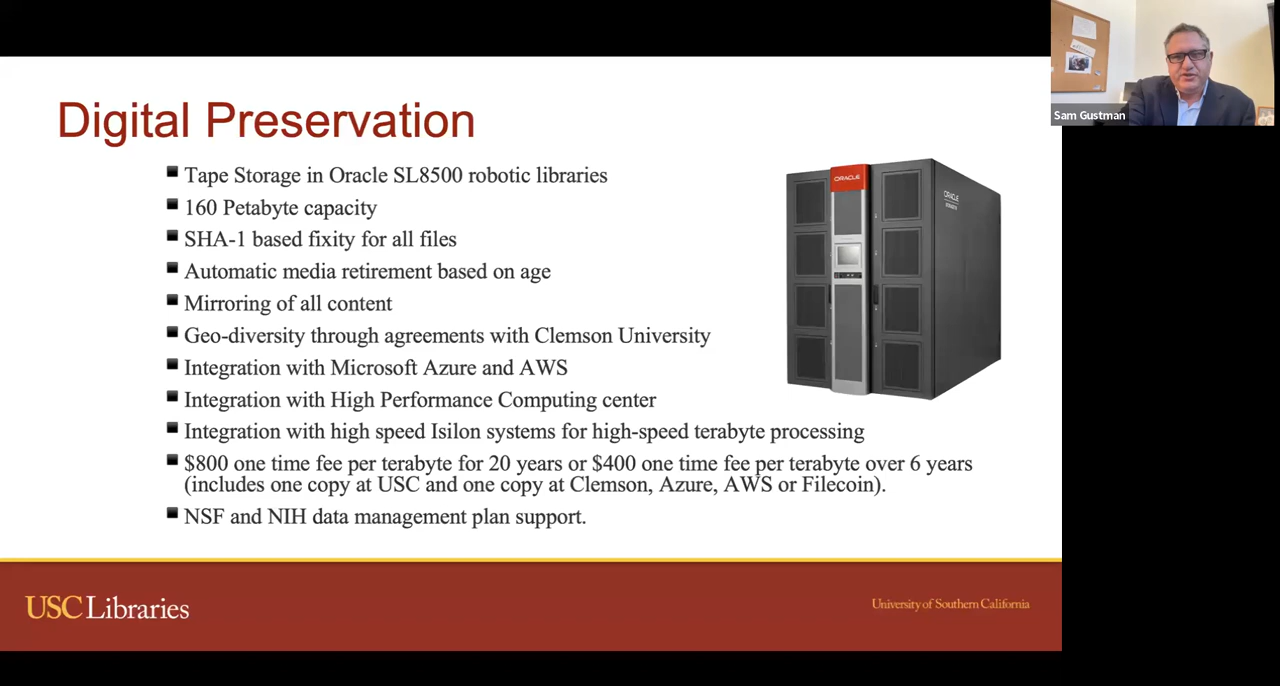 Digital Preservation
Tape Storage in Oracle SL8500 robotic libraries
160 Petabyte capacity
SHA-1 based fixity for all files
Automatic media retirement based on age
Mirroring of all content
Geo-diversity through agreements with Clemson University
Integration with Microsoft Azure and AWS
Integration with High Performance Computing center
Integration with high speed Isilon systems for high-speed terabyte processing
$800 one time fee per terabyte for 20 years or $400 one time fee per terabyte over 6 years
(includes one copy at USC and one copy at Clemson, Azure, AWS or Filecoin).
NSF and NIH data management plan support.
ORACLE
ORACLE
Sam Gustman
USC Libraries
University of Southern California